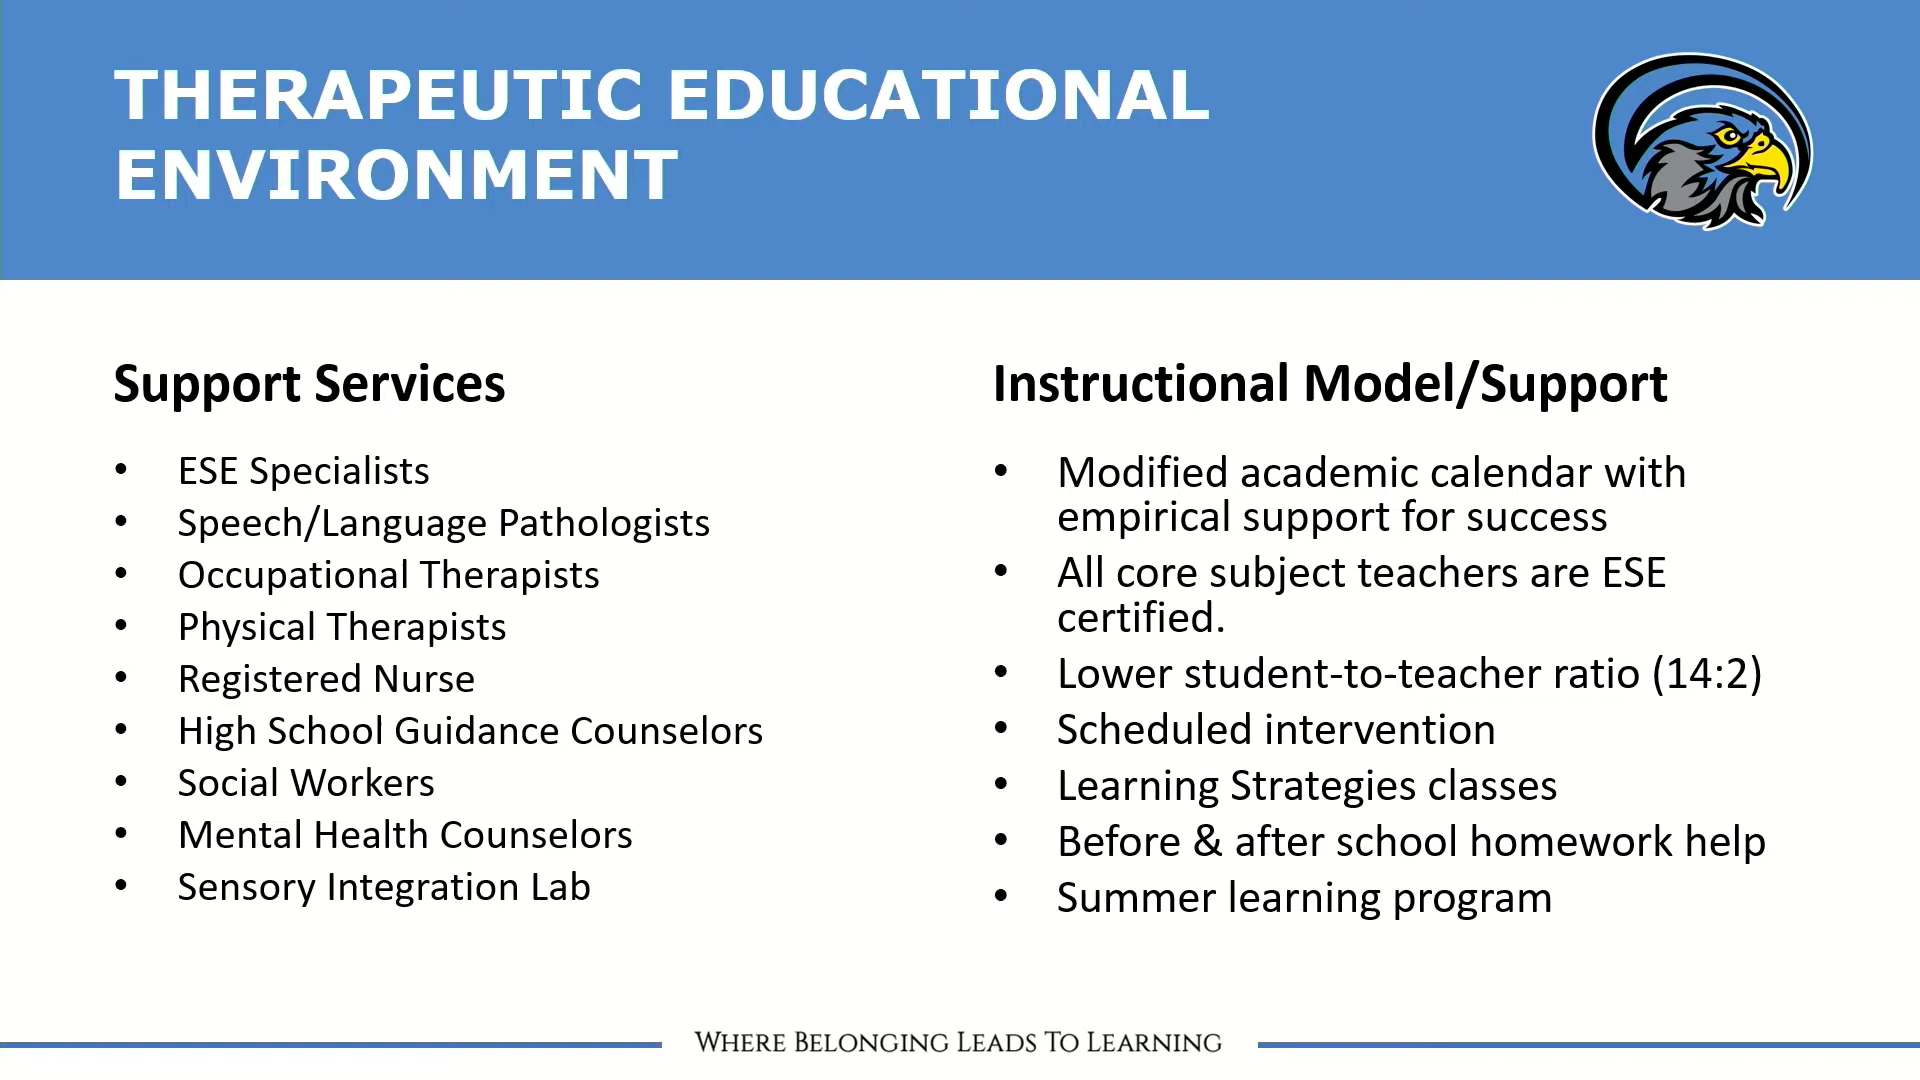 THERAPEUTIC EDUCATIONAL
ENVIRONMENT
Support Services
• ESE Specialists
• Speech/Language Pathologists
• Occupational Therapists
• Physical Therapists
• Registered Nurse
• High School Guidance Counselors
• Social Workers
• Mental Health Counselors
• Sensory Integration Lab
Instructional Model/Support
• Modified academic calendar with
empirical support for success
• All core subject teachers are ESE
certified.
• Lower student-to-teacher ratio (14:2)
• Scheduled intervention
• Learning Strategies classes
• Before & after school homework help
• Summer learning program
Where Belonging Leads To Learning